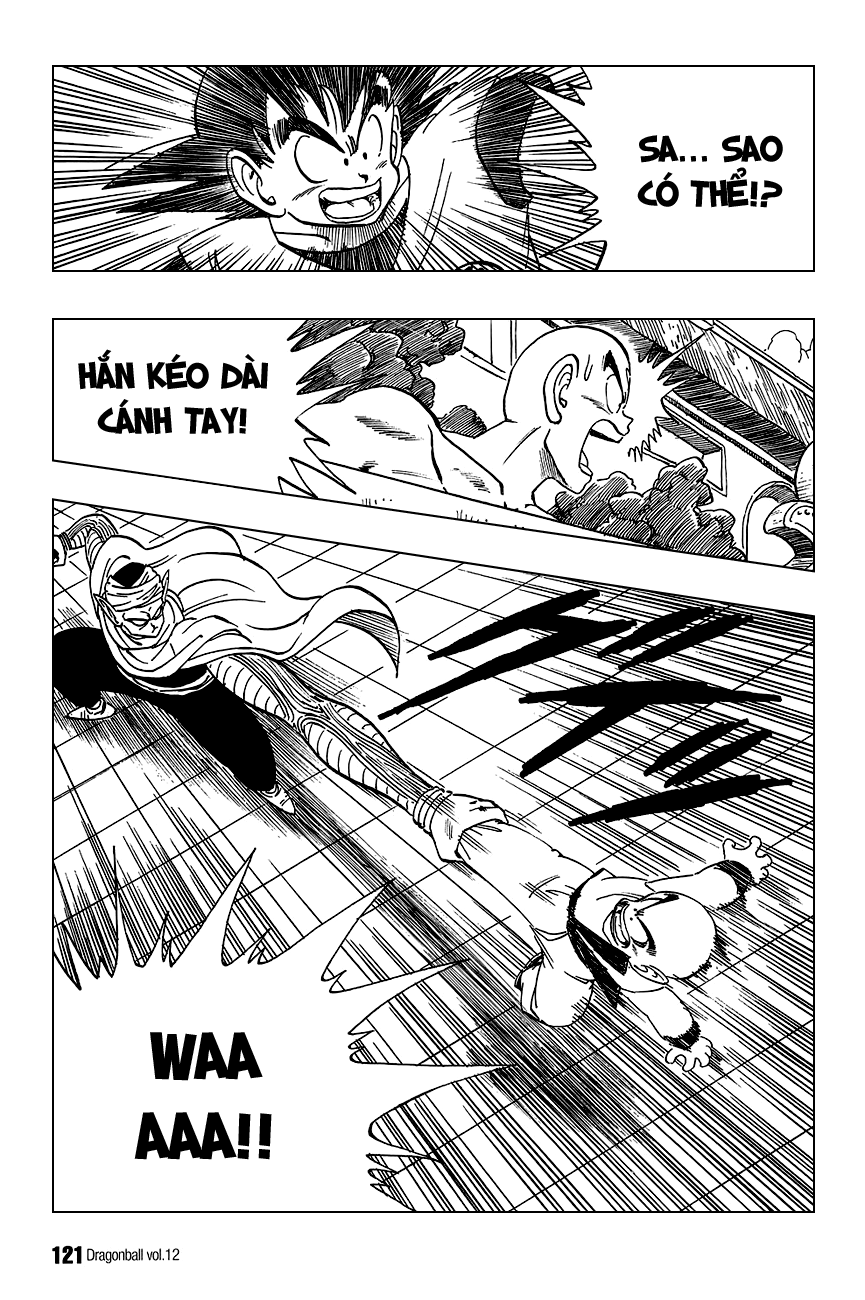 SA... SAO
CÓ THỂ!?
HẮN KÉO DÀI
CÁNH TAY!
WAA
AAA!!
121 Dragonball vol.12